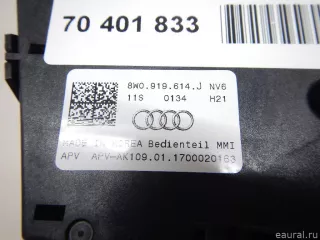 70 401 833
8W0.919.614.J NV6
11S 0134 H21
MADE IN KOREA Bedienteil MMI
APV APV-AK109.01.1700020163
eaural.ru